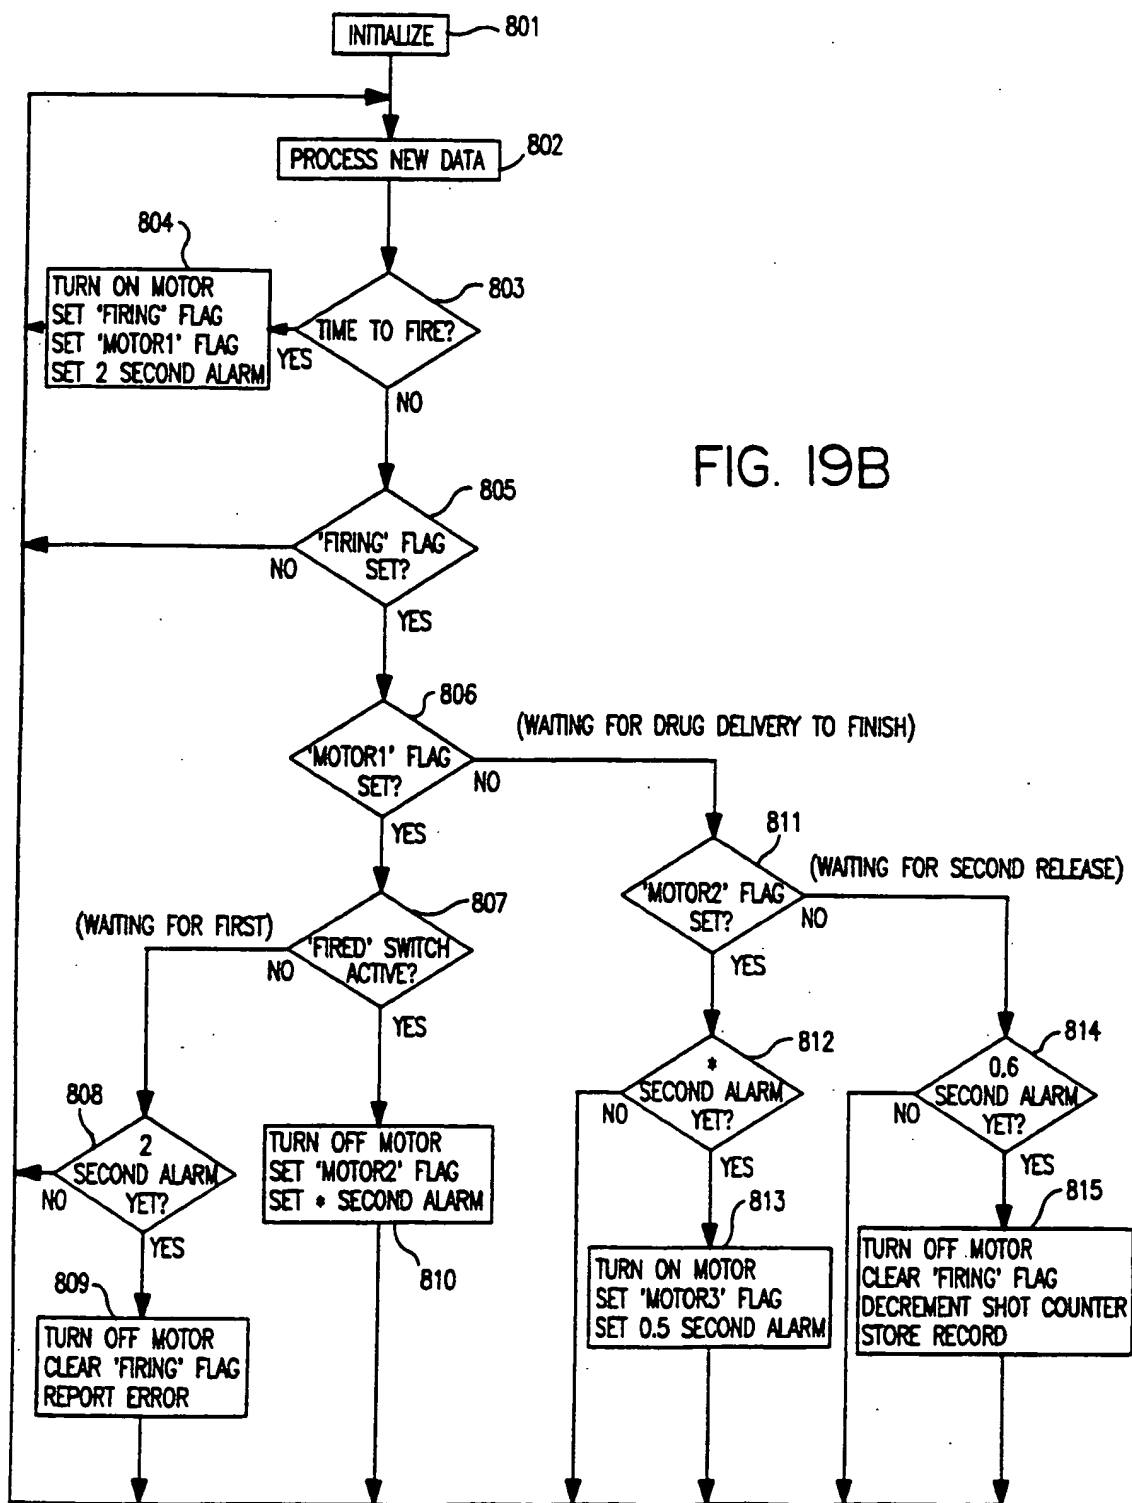 INITIALIZE
801
PROCESS NEW DATA
802
804
TURN ON MOTOR
SET 'FIRING' FLAG
SET 'MOTOR1' FLAG
SET 2 SECOND ALARM
803
TIME TO FIRE?
YES
NO
FIG. 19B
805
'FIRING' FLAG
SET?
NO
YES
806
'MOTOR1' FLAG
SET?
(WAITING FOR DRUG DELIVERY TO FINISH)
NO
YES
807
(WAITING FOR FIRST)
'FIRED' SWITCH
ACTIVE?
NO
YES
811
'MOTOR2' FLAG
SET?
(WAITING FOR SECOND RELEASE)
NO
YES
808
2
SECOND ALARM
YET?
NO
YES
TURN OFF MOTOR
SET 'MOTOR2' FLAG
SET * SECOND ALARM
810
812
*
SECOND ALARM
YET?
NO
YES
814
0.6
SECOND ALARM
YET?
NO
YES
809
TURN OFF MOTOR
CLEAR 'FIRING' FLAG
REPORT ERROR
813
TURN ON MOTOR
SET 'MOTOR3' FLAG
SET 0.5 SECOND ALARM
815
TURN OFF MOTOR
CLEAR 'FIRING' FLAG
DECREMENT SHOT COUNTER
STORE RECORD